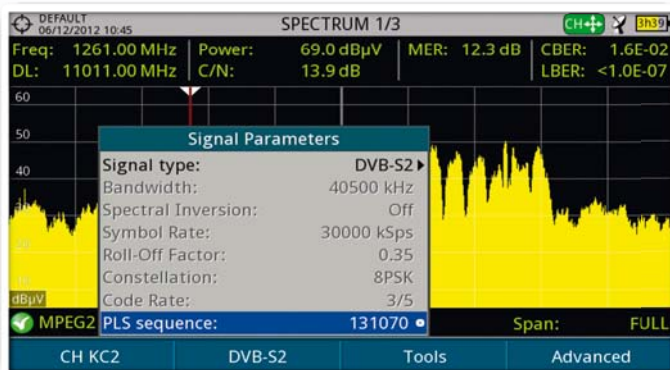 DEFAULT
06/12/2012 10:45
SPECTRUM 1/3
CH
3h39
Freq: 1261.00 MHz
DL: 11011.00 MHz
Power: 69.0 dBµV
C/N: 13.9 dB
MER: 12.3 dB
CBER: 1.6E-02
LBER: <1.0E-07
60
50
40
dBµV
Signal Parameters
Signal type: DVB-S2
Bandwidth: 40500 kHz
Spectral Inversion: Off
Symbol Rate: 30000 kSps
Roll-Off Factor: 0.35
Constellation: 8PSK
Code Rate: 3/5
PLS sequence: 131070
MPEG2
Span: FULL
CH KC2
DVB-S2
Tools
Advanced